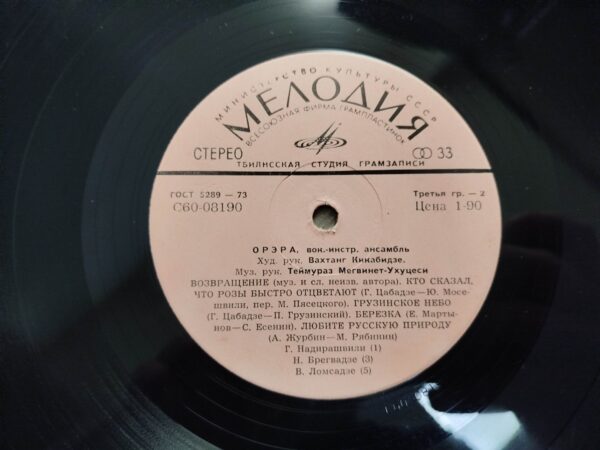 МИНИСТЕРСТВО КУЛЬТУРЫ СССР
МЕЛОДИЯ
ВСЕСОЮЗНАЯ ФИРМА ГРАМПЛАСТИНОК
СТЕРЕО
33
ТБИЛИССКАЯ СТУДИЯ ГРАМЗАПИСИ
ГОСТ 5289 — 73
Третья гр. — 2
С60-08190
Цена 1-90
ОРЭРА, вок.-инстр. ансамбль
Худ. рук. Вахтанг Кикабидзе.
Муз. рук. Теймураз Мегвинет-Ухуцеси
ВОЗВРАЩЕНИЕ (муз. и сл. неизв. автора). КТО СКАЗАЛ,
ЧТО РОЗЫ БЫСТРО ОТЦВЕТАЮТ (Г. Цабадзе—Ю. Мосе-
швили, пер. М. Пясецкого). ГРУЗИНСКОЕ НЕБО
(Г. Цабадзе—П. Грузинский). БЕРЕЗКА (Е. Марты-
нов—С. Есенин). ЛЮБИТЕ РУССКУЮ ПРИРОДУ
(А. Журбин—М. Рябинин)
Г. Надирашвили (1)
Н. Брегвадзе (3)
В. Ломсадзе (5)